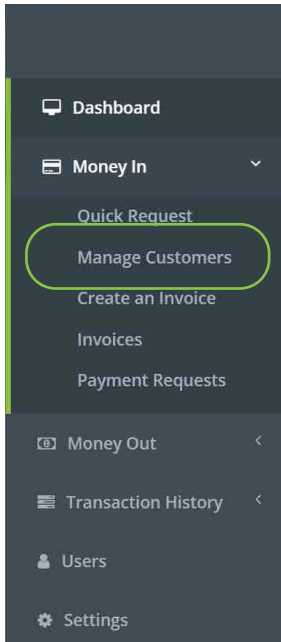 Dashboard
Money In
Quick Request
Manage Customers
Create an Invoice
Invoices
Payment Requests
Money Out
Transaction History
Users
Settings